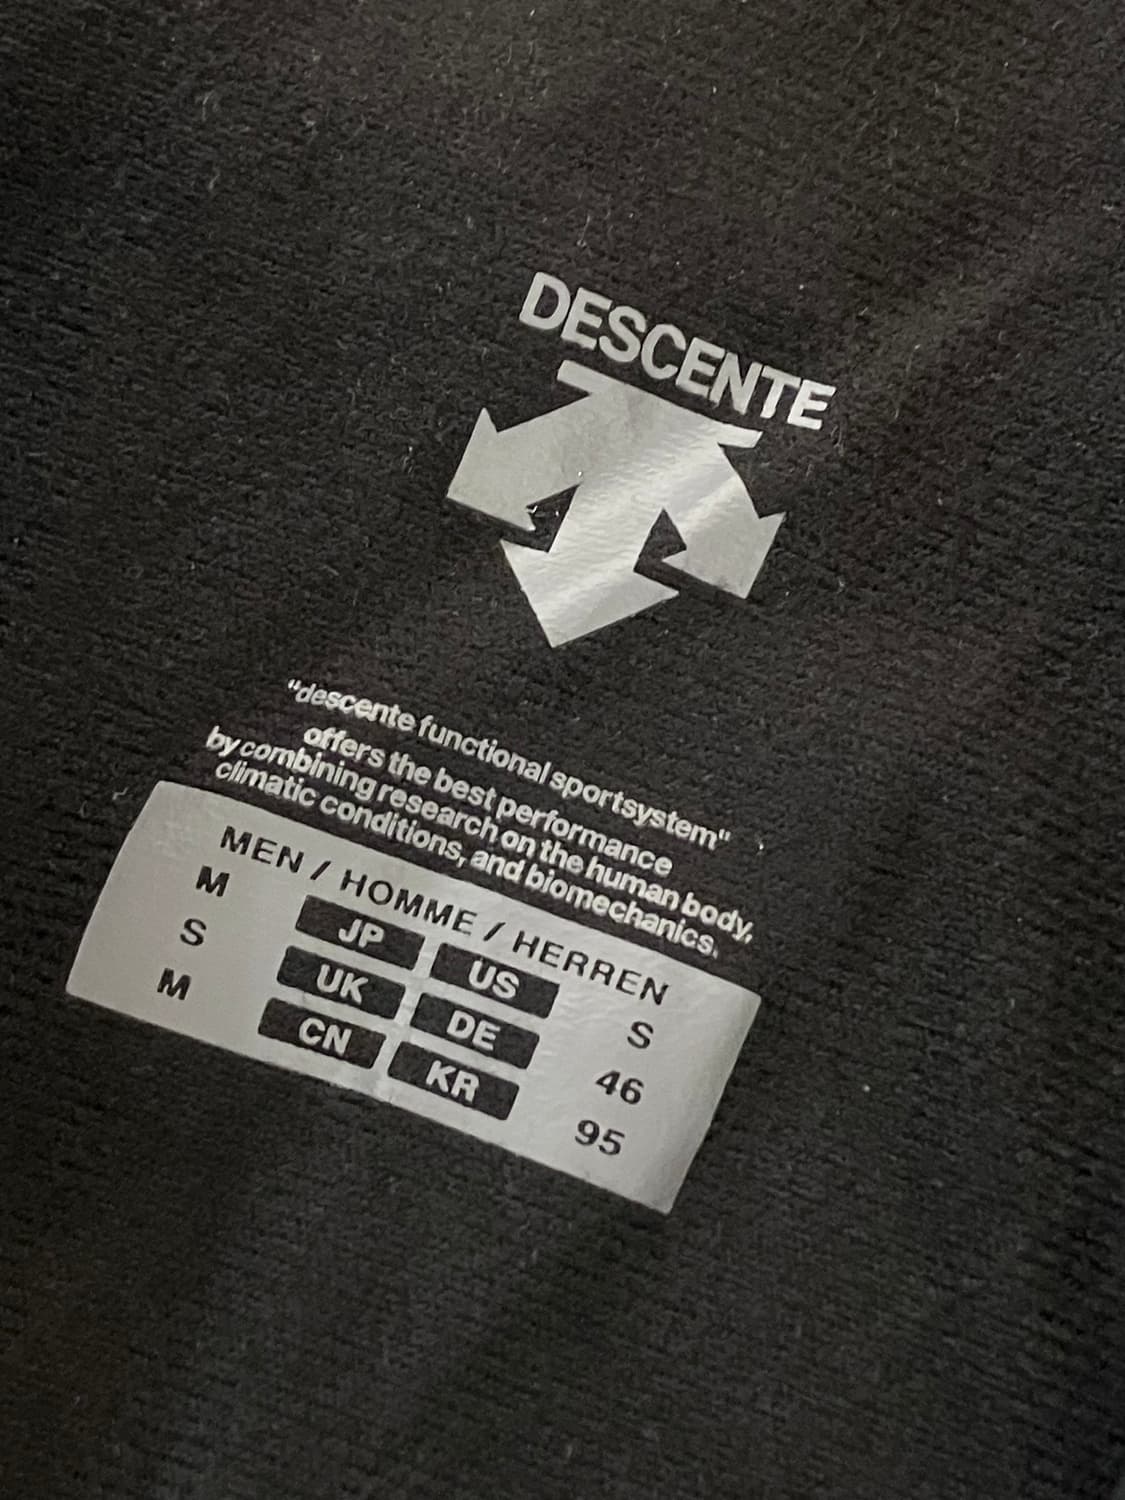 DESCENTE
"descente functional sportsystem"
offers the best performance
by combining research on the human body,
climatic conditions, and biomechanics.
MEN / HOMME / HERREN
M JP US S
S UK DE 46
M CN KR 95